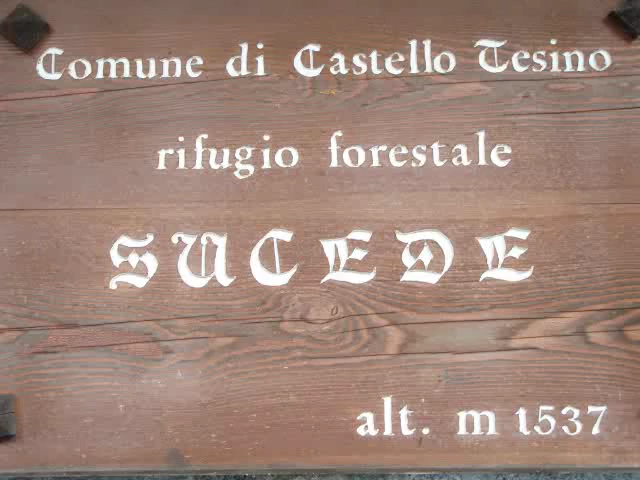 Comune di Castello Tesino
rifugio forestale
SUCEDE
alt. m 1537